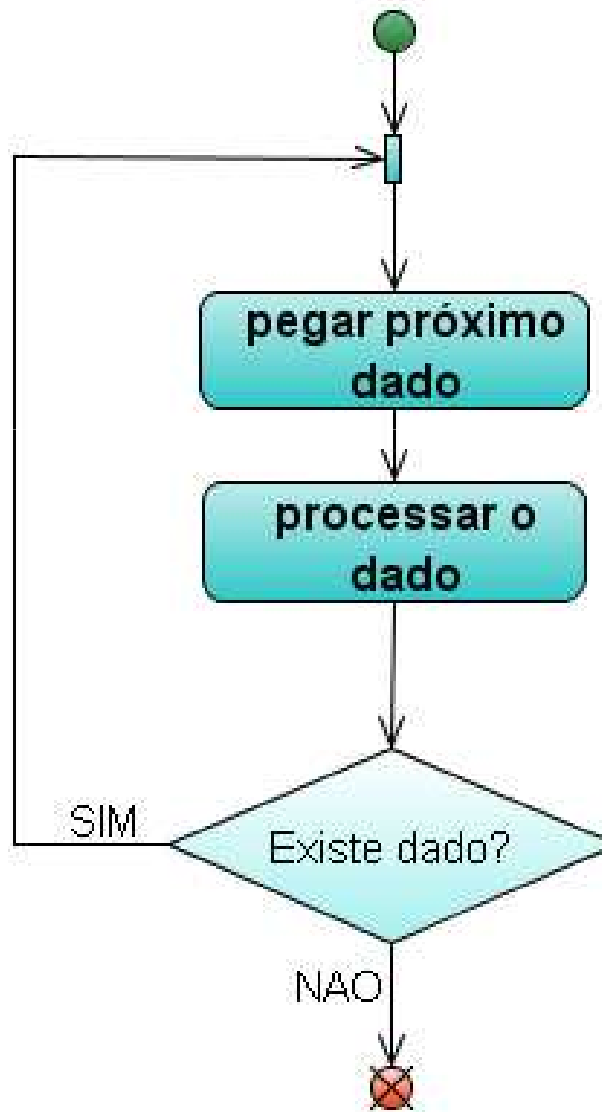 pegar próximo
dado
processar o
dado
SIM
Existe dado?
NAO